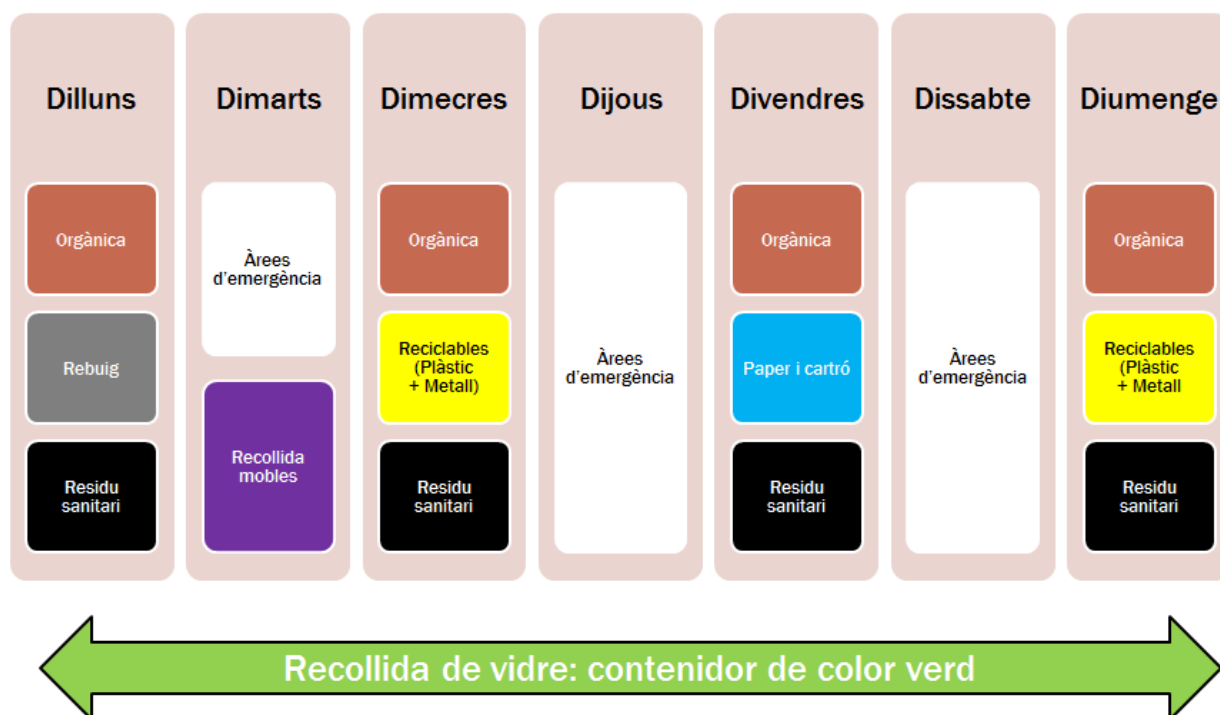 Dilluns
Orgànica
Rebuig
Residu
sanitari
Dimarts
Àrees
d'emergència
Recollida
mobles
Dimecres
Orgànica
Reciclables
(Plàstic
+ Metall)
Residu
sanitari
Dijous
Àrees
d'emergència
Divendres
Orgànica
Paper i cartró
Residu
sanitari
Dissabte
Àrees
d'emergència
Diumenge
Orgànica
Reciclables
(Plàstic
+ Metall
Residu
sanitari
Recollida de vidre: contenidor de color verd